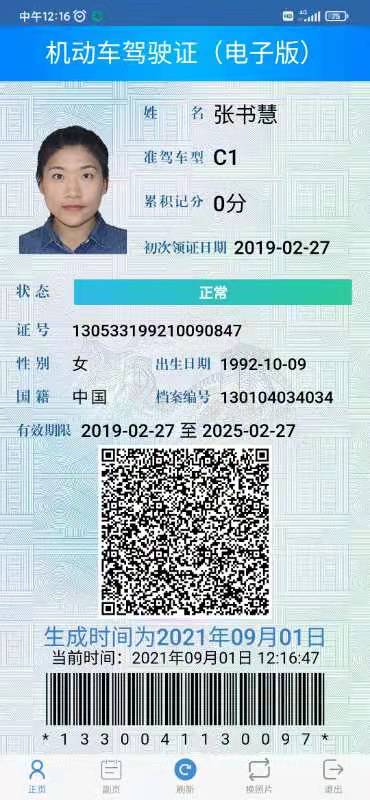 中午12:16
HD 4G 75
机动车驾驶证（电子版）
姓 名 张书慧
准驾车型 C1
累积记分 0分
初次领证日期 2019-02-27
状态 正常
证号 130533199210090847
性别 女 出生日期 1992-10-09
国籍 中国 档案编号 130104034034
有效期限 2019-02-27 至 2025-02-27
生成时间为2021年09月01日
当前时间：2021年09月01日 12:16:47
*1330041130097*
正页 副页 刷新 换照片 退出